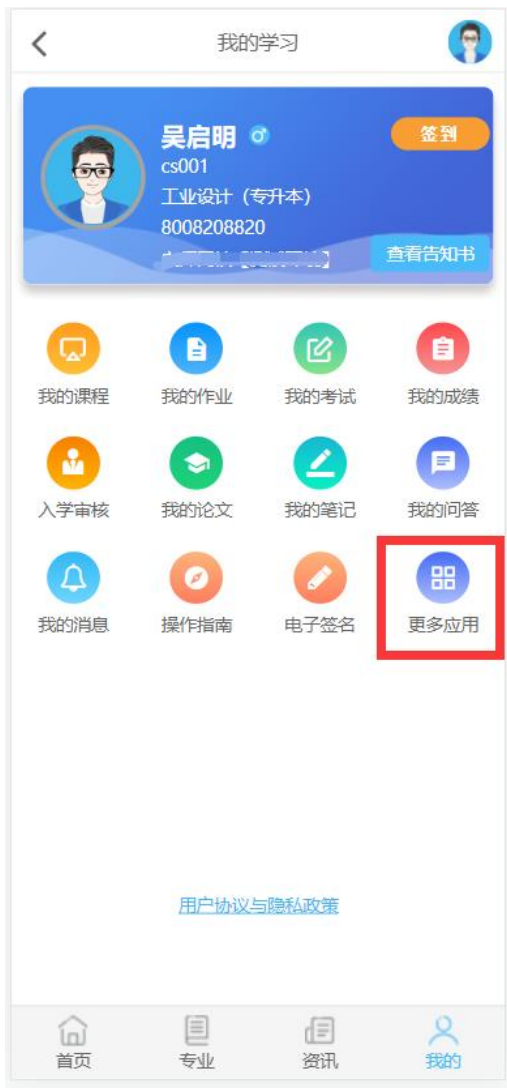 我的学习
吴启明
签到
cs001
工业设计（专升本）
8008208820
查看告知书
我的课程 我的作业 我的考试 我的成绩
入学审核 我的论文 我的笔记 我的问答
我的消息 操作指南 电子签名 更多应用
用户协议与隐私政策
首页 专业 资讯 我的